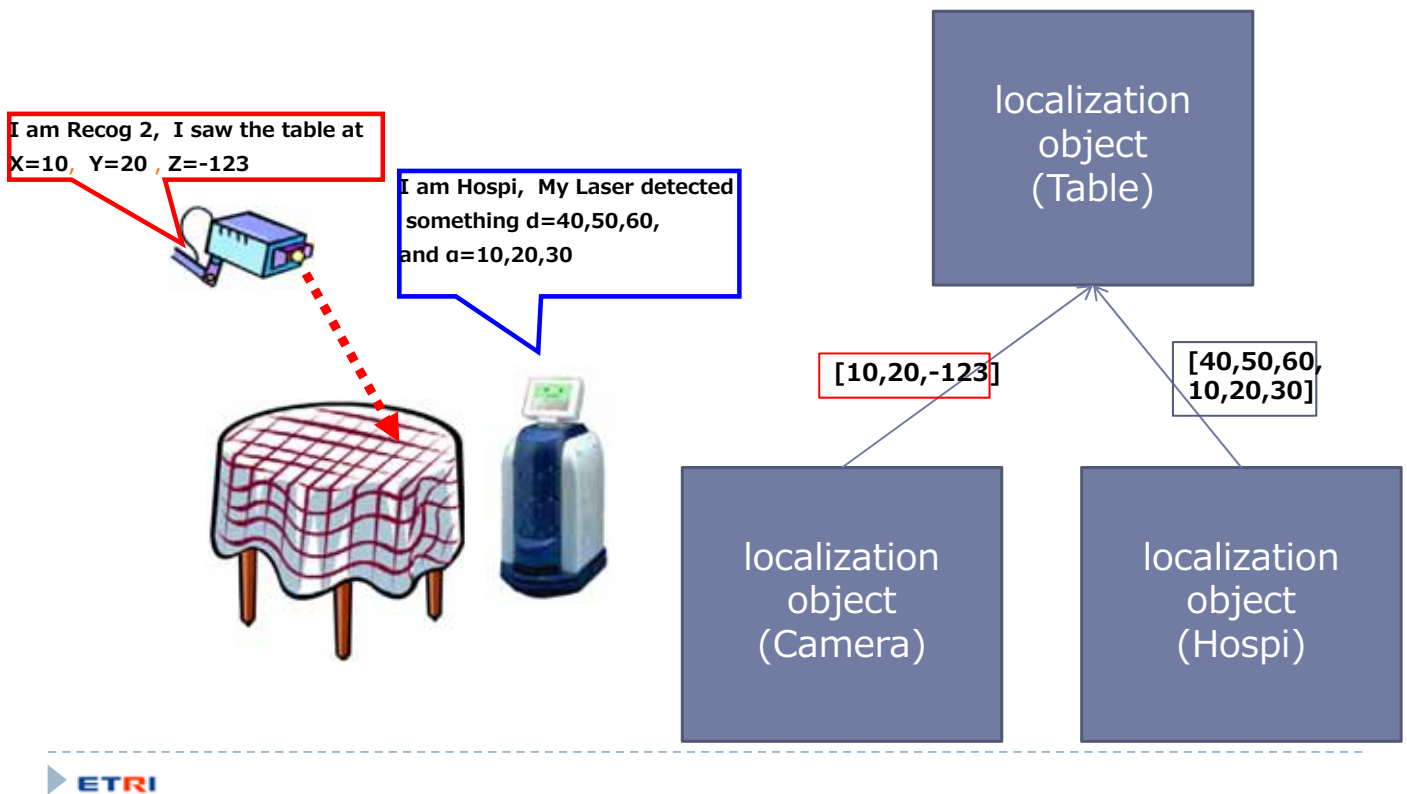 I am Recog 2, I saw the table at
X=10, Y=20 , Z=-123
I am Hospi, My Laser detected
something d=40,50,60,
and α=10,20,30
localization
object
(Table)
[10,20,-123]
[40,50,60,
10,20,30]
localization
object
(Camera)
localization
object
(Hospi)
ETRI